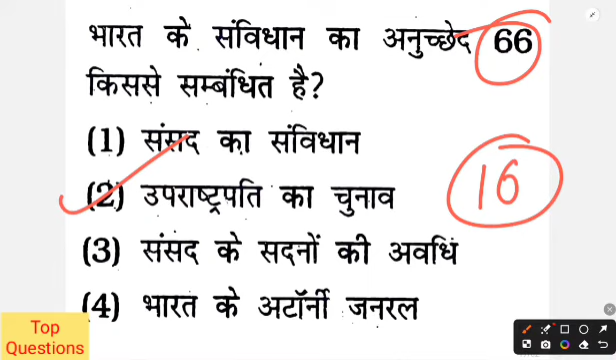 भारत के संविधान का अनुच्छेद 66
किससे सम्बंधित है?
(1) संसद का संविधान
(2) उपराष्ट्रपति का चुनाव
16
(3) संसद के सदनों की अवधि
(4) भारत के अटॉर्नी जनरल
Top
Questions